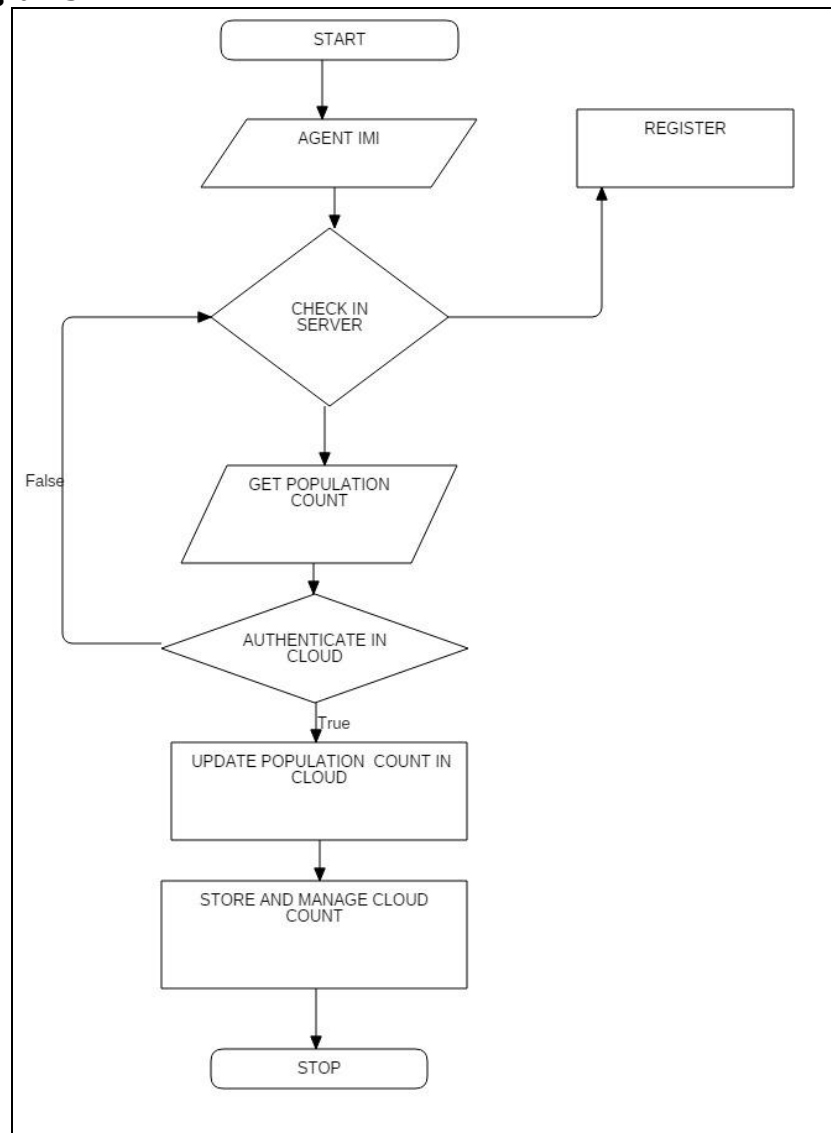 START
AGENT IMI
REGISTER
CHECK IN
SERVER
GET POPULATION
COUNT
False
AUTHENTICATE IN
CLOUD
True
UPDATE POPULATION COUNT IN
CLOUD
STORE AND MANAGE CLOUD
COUNT
STOP